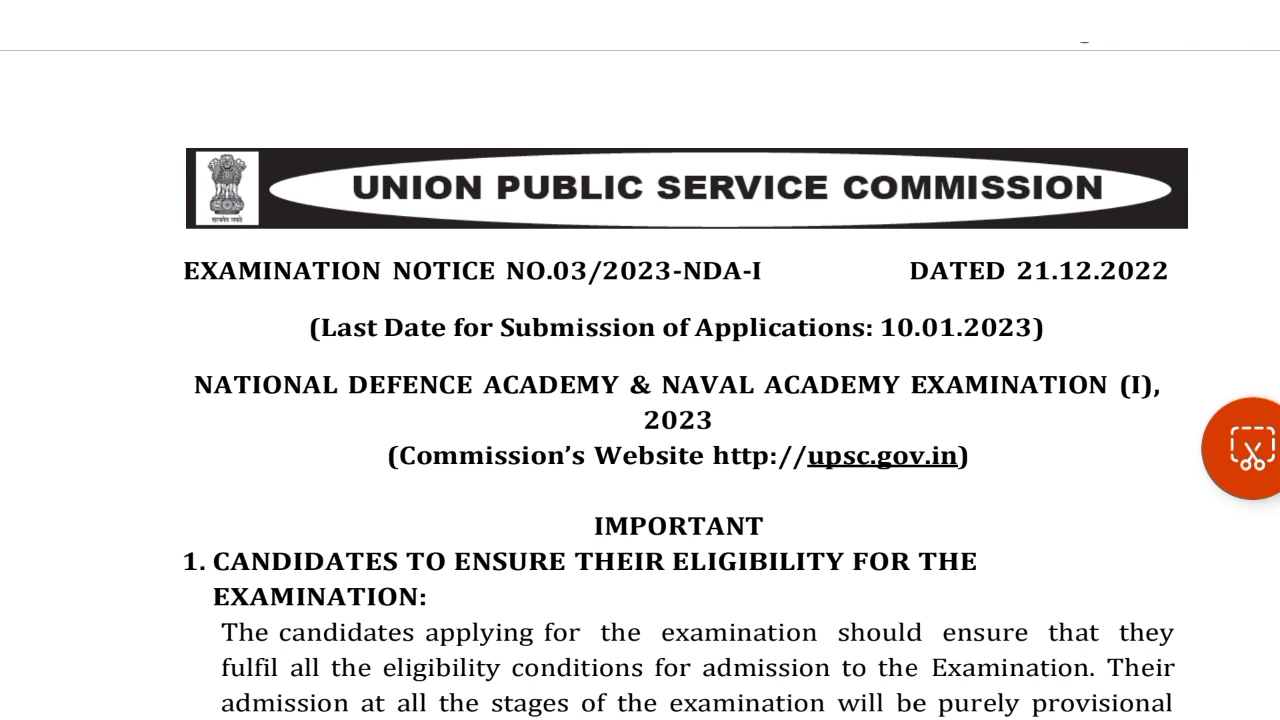 सत्यमेव जयते
UNION PUBLIC SERVICE COMMISSION
EXAMINATION NOTICE NO.03/2023-NDA-I DATED 21.12.2022
(Last Date for Submission of Applications: 10.01.2023)
NATIONAL DEFENCE ACADEMY & NAVAL ACADEMY EXAMINATION (I),
2023
(Commission’s Website http://upsc.gov.in)
IMPORTANT
1. CANDIDATES TO ENSURE THEIR ELIGIBILITY FOR THE
EXAMINATION:
The candidates applying for the examination should ensure that they
fulfil all the eligibility conditions for admission to the Examination. Their
admission at all the stages of the examination will be purely provisional